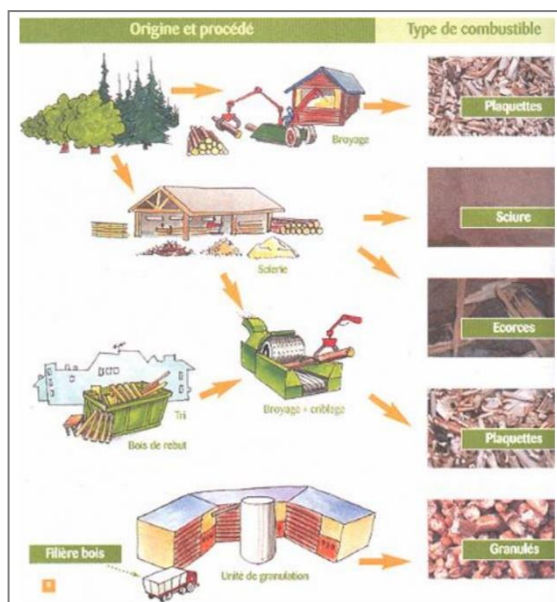 Origine et procédé
Type de combustible
Broyage
Plaquettes
Scierie
Sciure
Ecorces
Tri
Bois de rebut
Broyage + criblage
Plaquettes
Filière bois
Unité de granulation
Granulés